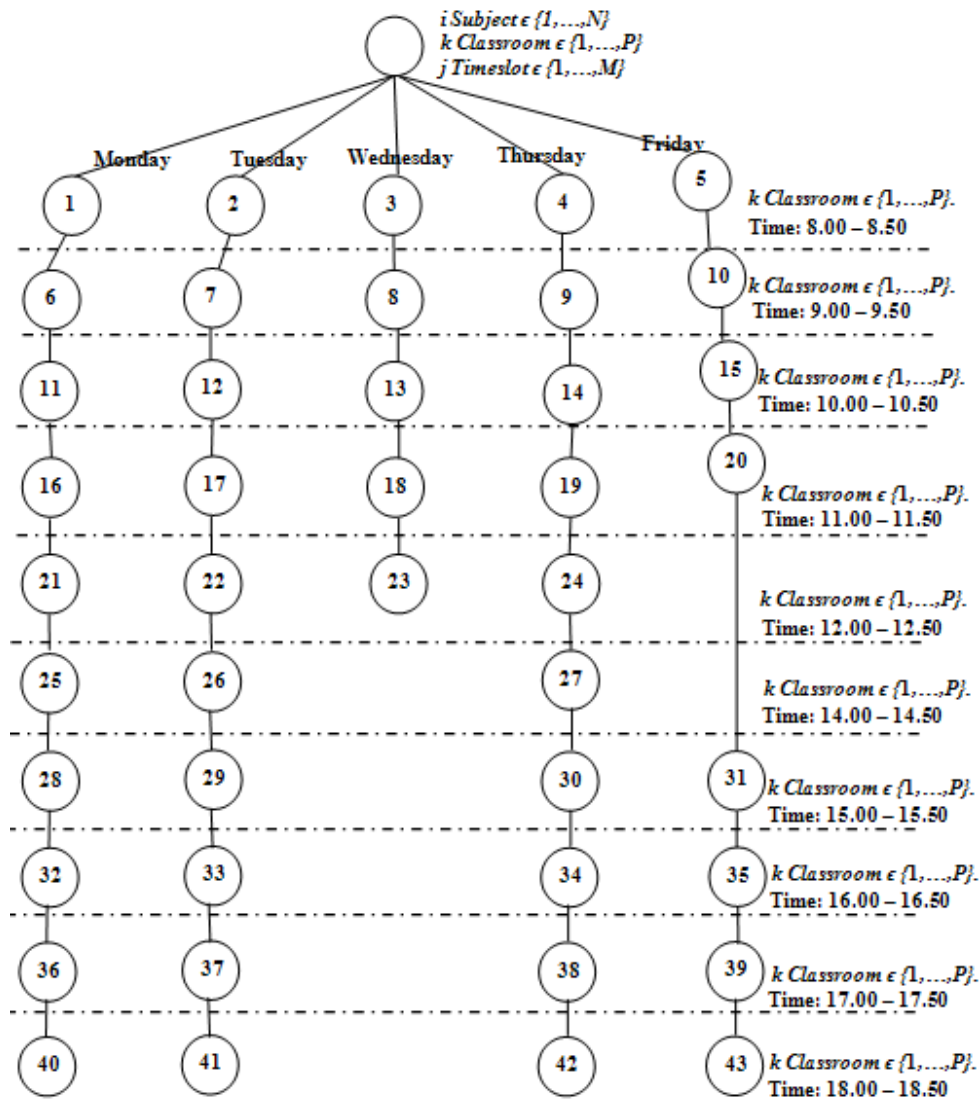 i Subject ϵ {1,…,N}
k Classroom ϵ {1,…,P}
j Timeslot ϵ {1,…,M}
Monday Tuesday Wednesday Thursday Friday
1 2 3 4 5
k Classroom ϵ {1,…,P}.
Time: 8.00 – 8.50
6 7 8 9 10
k Classroom ϵ {1,…,P}.
Time: 9.00 – 9.50
11 12 13 14 15
k Classroom ϵ {1,…,P}.
Time: 10.00 – 10.50
16 17 18 19 20
k Classroom ϵ {1,…,P}.
Time: 11.00 – 11.50
21 22 23 24
k Classroom ϵ {1,…,P}.
Time: 12.00 – 12.50
25 26 27
k Classroom ϵ {1,…,P}.
Time: 14.00 – 14.50
28 29 30 31
k Classroom ϵ {1,…,P}.
Time: 15.00 – 15.50
32 33 34 35
k Classroom ϵ {1,…,P}.
Time: 16.00 – 16.50
36 37 38 39
k Classroom ϵ {1,…,P}.
Time: 17.00 – 17.50
40 41 42 43
k Classroom ϵ {1,…,P}.
Time: 18.00 – 18.50